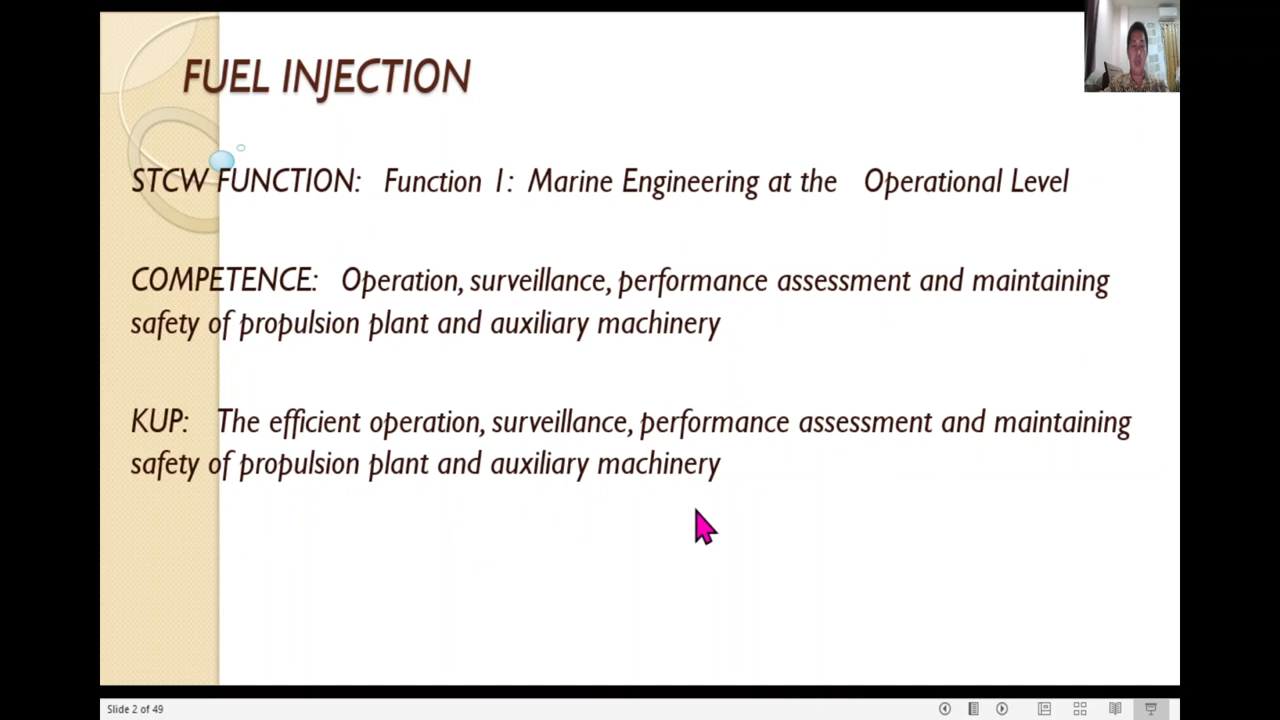 FUEL INJECTION
STCW FUNCTION: Function 1: Marine Engineering at the Operational Level
COMPETENCE: Operation, surveillance, performance assessment and maintaining
safety of propulsion plant and auxiliary machinery
KUP: The efficient operation, surveillance, performance assessment and maintaining
safety of propulsion plant and auxiliary machinery
Slide 2 of 49